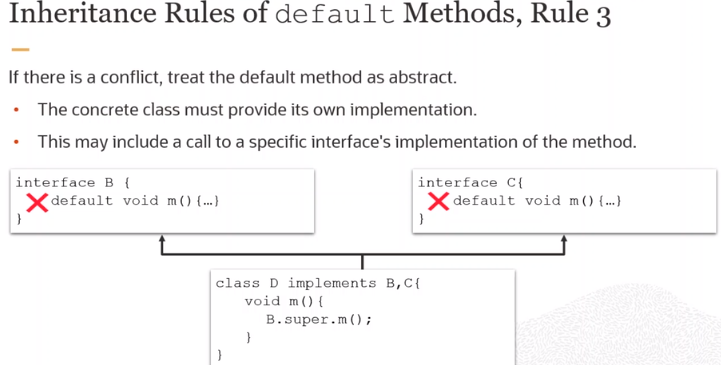 Inheritance Rules of default Methods, Rule 3
If there is a conflict, treat the default method as abstract.
• The concrete class must provide its own implementation.
• This may include a call to a specific interface's implementation of the method.
interface B {
default void m(){…}
}
interface C{
default void m(){…}
}
class D implements B,C{
void m(){
B.super.m();
}
}